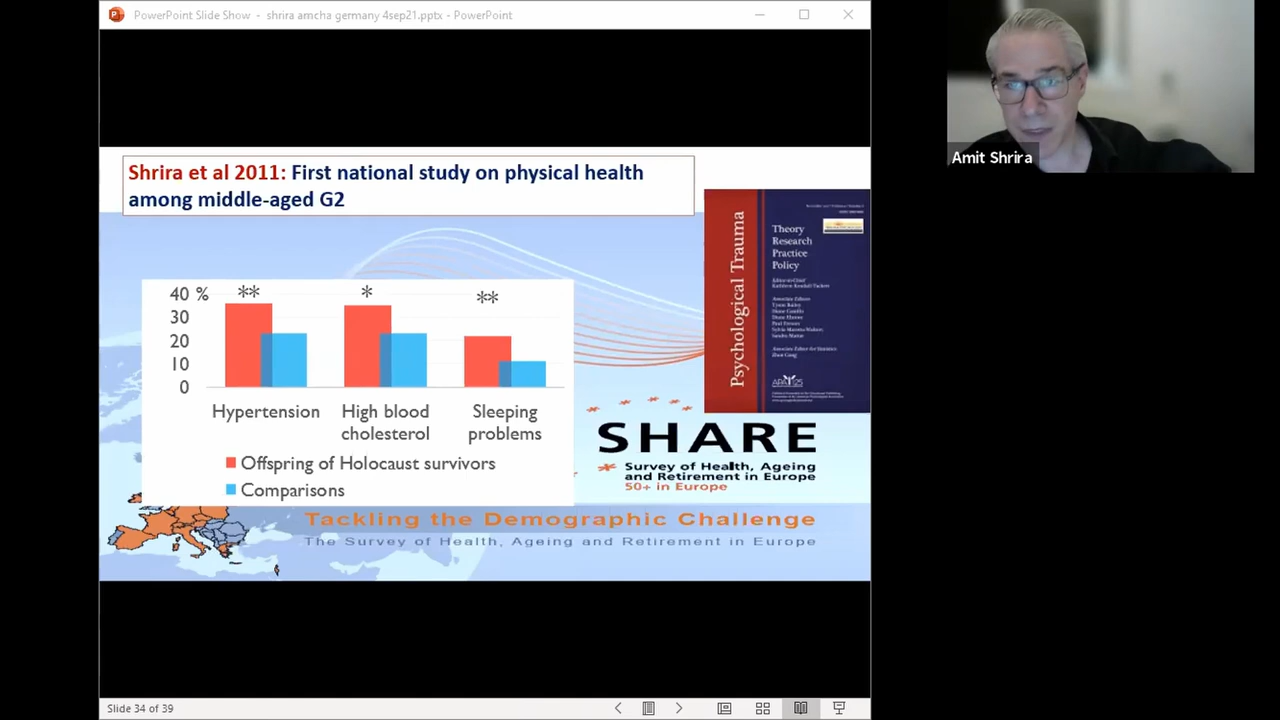 PowerPoint Slide Show - shrira amcha germany 4sep21.pptx - PowerPoint
Shrira et al 2011: First national study on physical health
among middle-aged G2
40 %
**
*
**
30
20
10
0
Hypertension
High blood
cholesterol
Sleeping
problems
Offspring of Holocaust survivors
Comparisons
Psychological Trauma
Theory
Research
Practice
Policy
SHARE
Survey of Health, Ageing
and Retirement in Europe
50+ in Europe
Tackling the Demographic Challenge
The Survey of Health, Ageing and Retirement in Europe
Slide 34 of 39
Amit Shrira